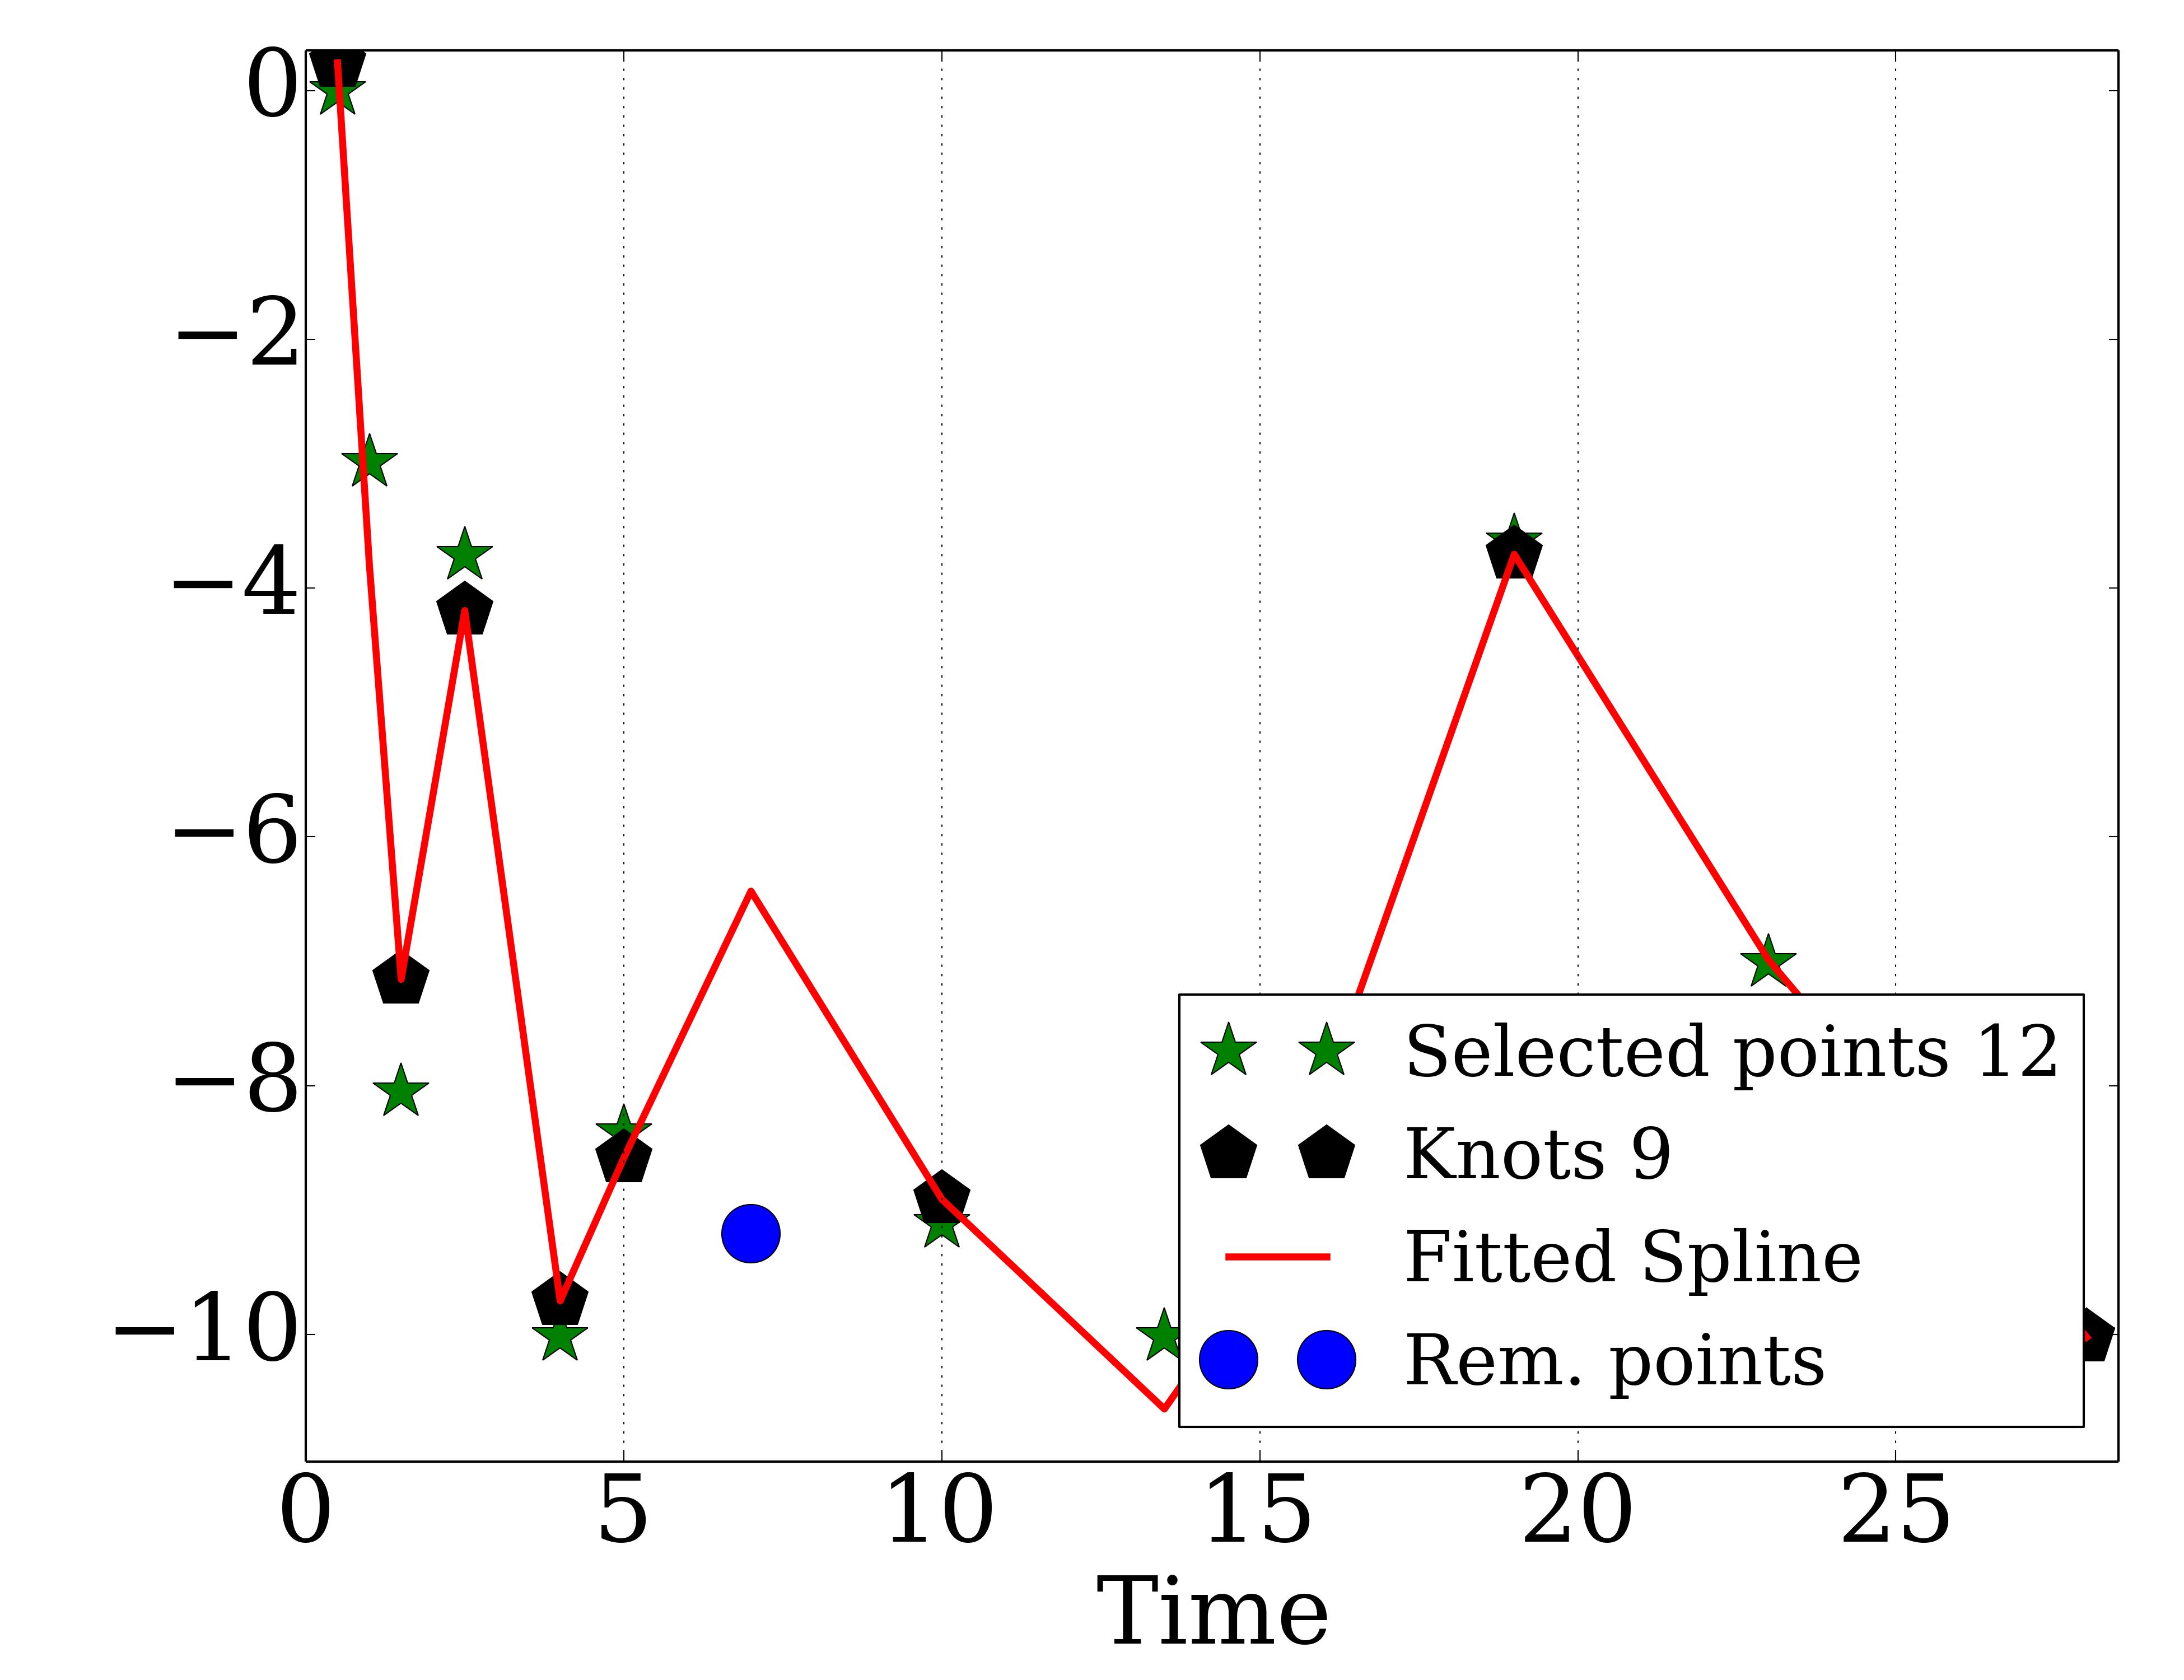 0
−2
−4
−6
−8
−10
Selected points 12
Knots 9
Fitted Spline
Rem. points
0 5 10 15 20 25
Time